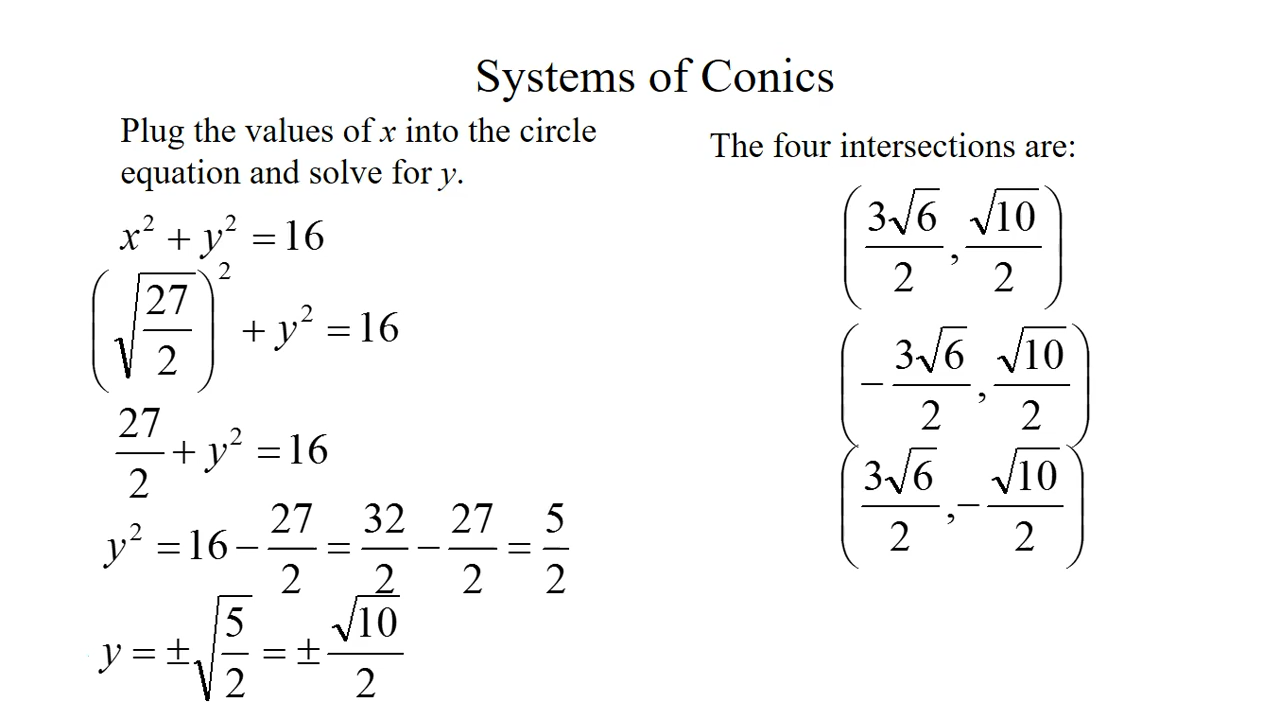 Systems of Conics
Plug the values of x into the circle
equation and solve for y.
x² + y² = 16
(√(27/2))² + y² = 16
27/2 + y² = 16
y² = 16 − 27/2 = 32/2 − 27/2 = 5/2
y = ±√(5/2) = ±√10/2
The four intersections are:
(3√6/2, √10/2)
(−3√6/2, √10/2)
(3√6/2, −√10/2)